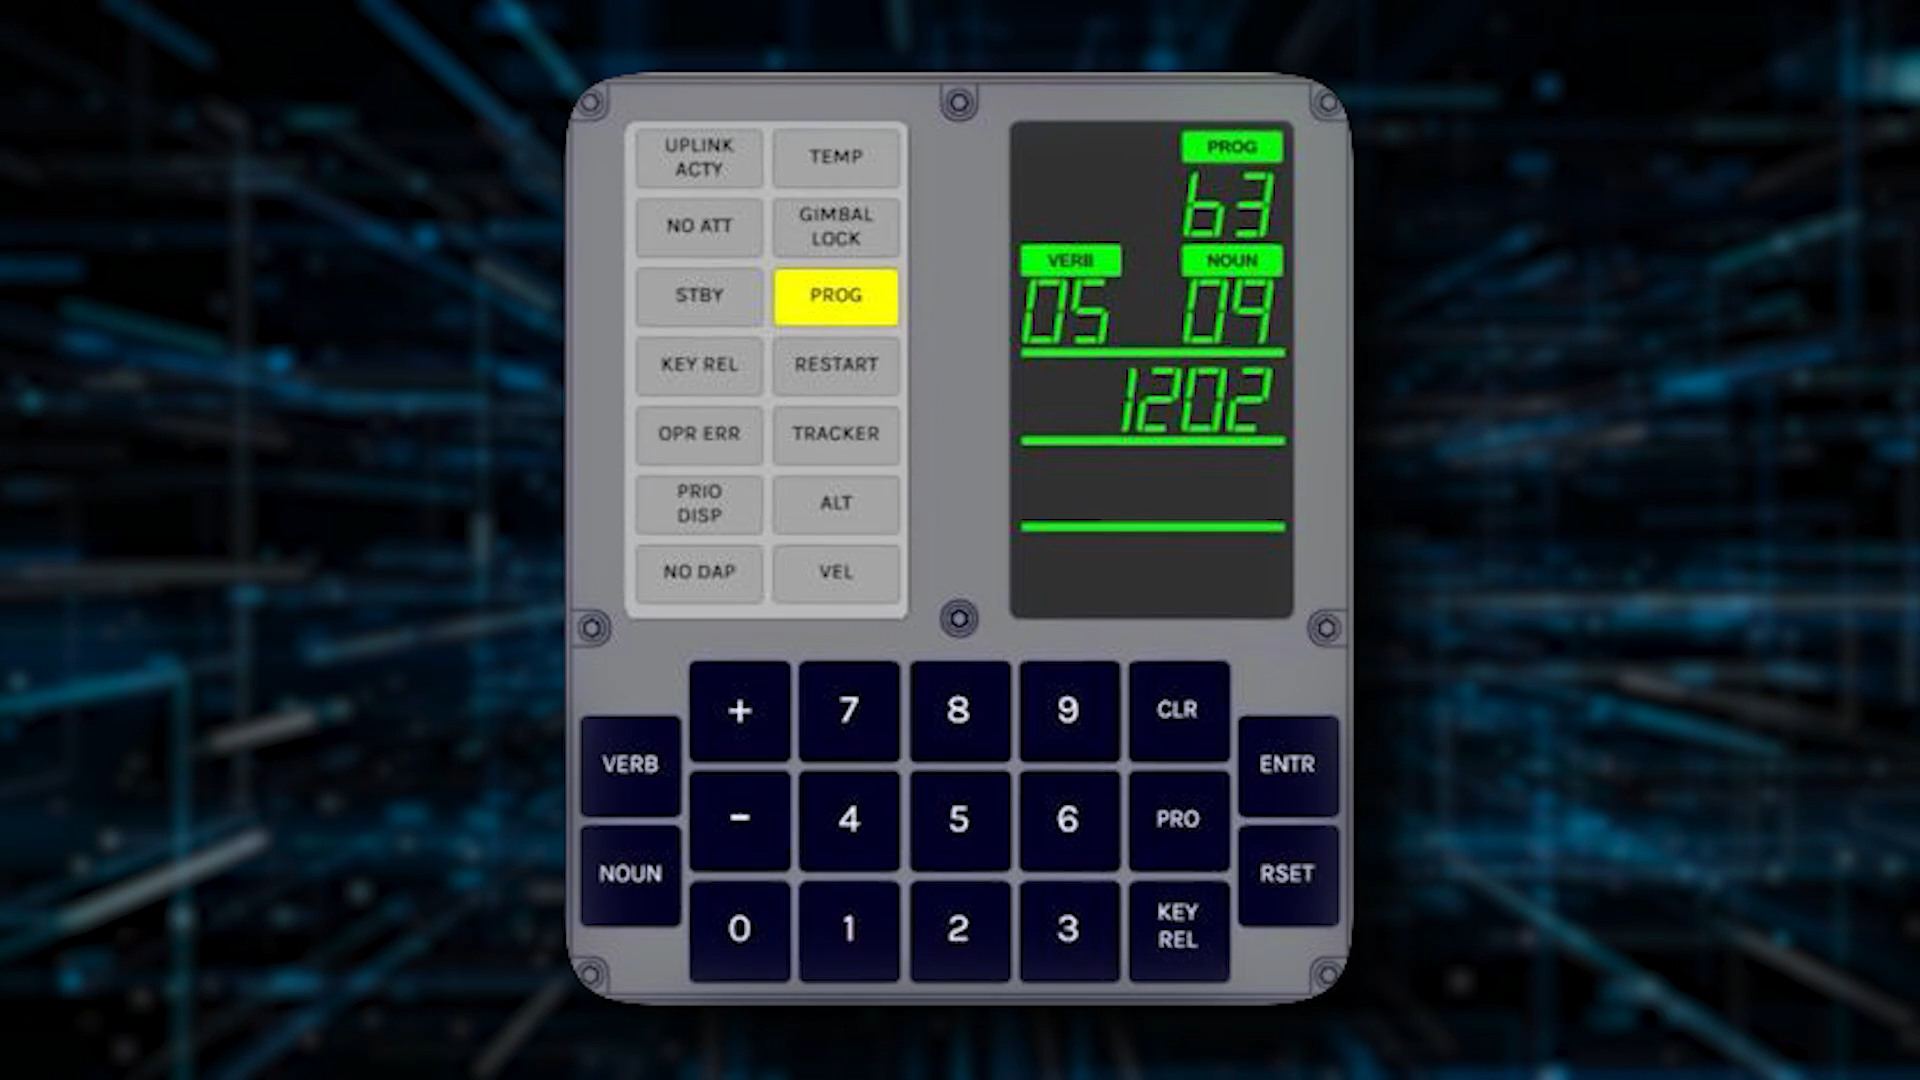 UPLINK
ACTY
TEMP
NO ATT
GIMBAL
LOCK
STBY
PROG
KEY REL
RESTART
OPR ERR
TRACKER
PRIO
DISP
ALT
NO DAP
VEL
PROG
63
VERB
NOUN
05
09
1202
+
7
8
9
CLR
VERB
ENTR
-
4
5
6
PRO
NOUN
RSET
0
1
2
3
KEY
REL